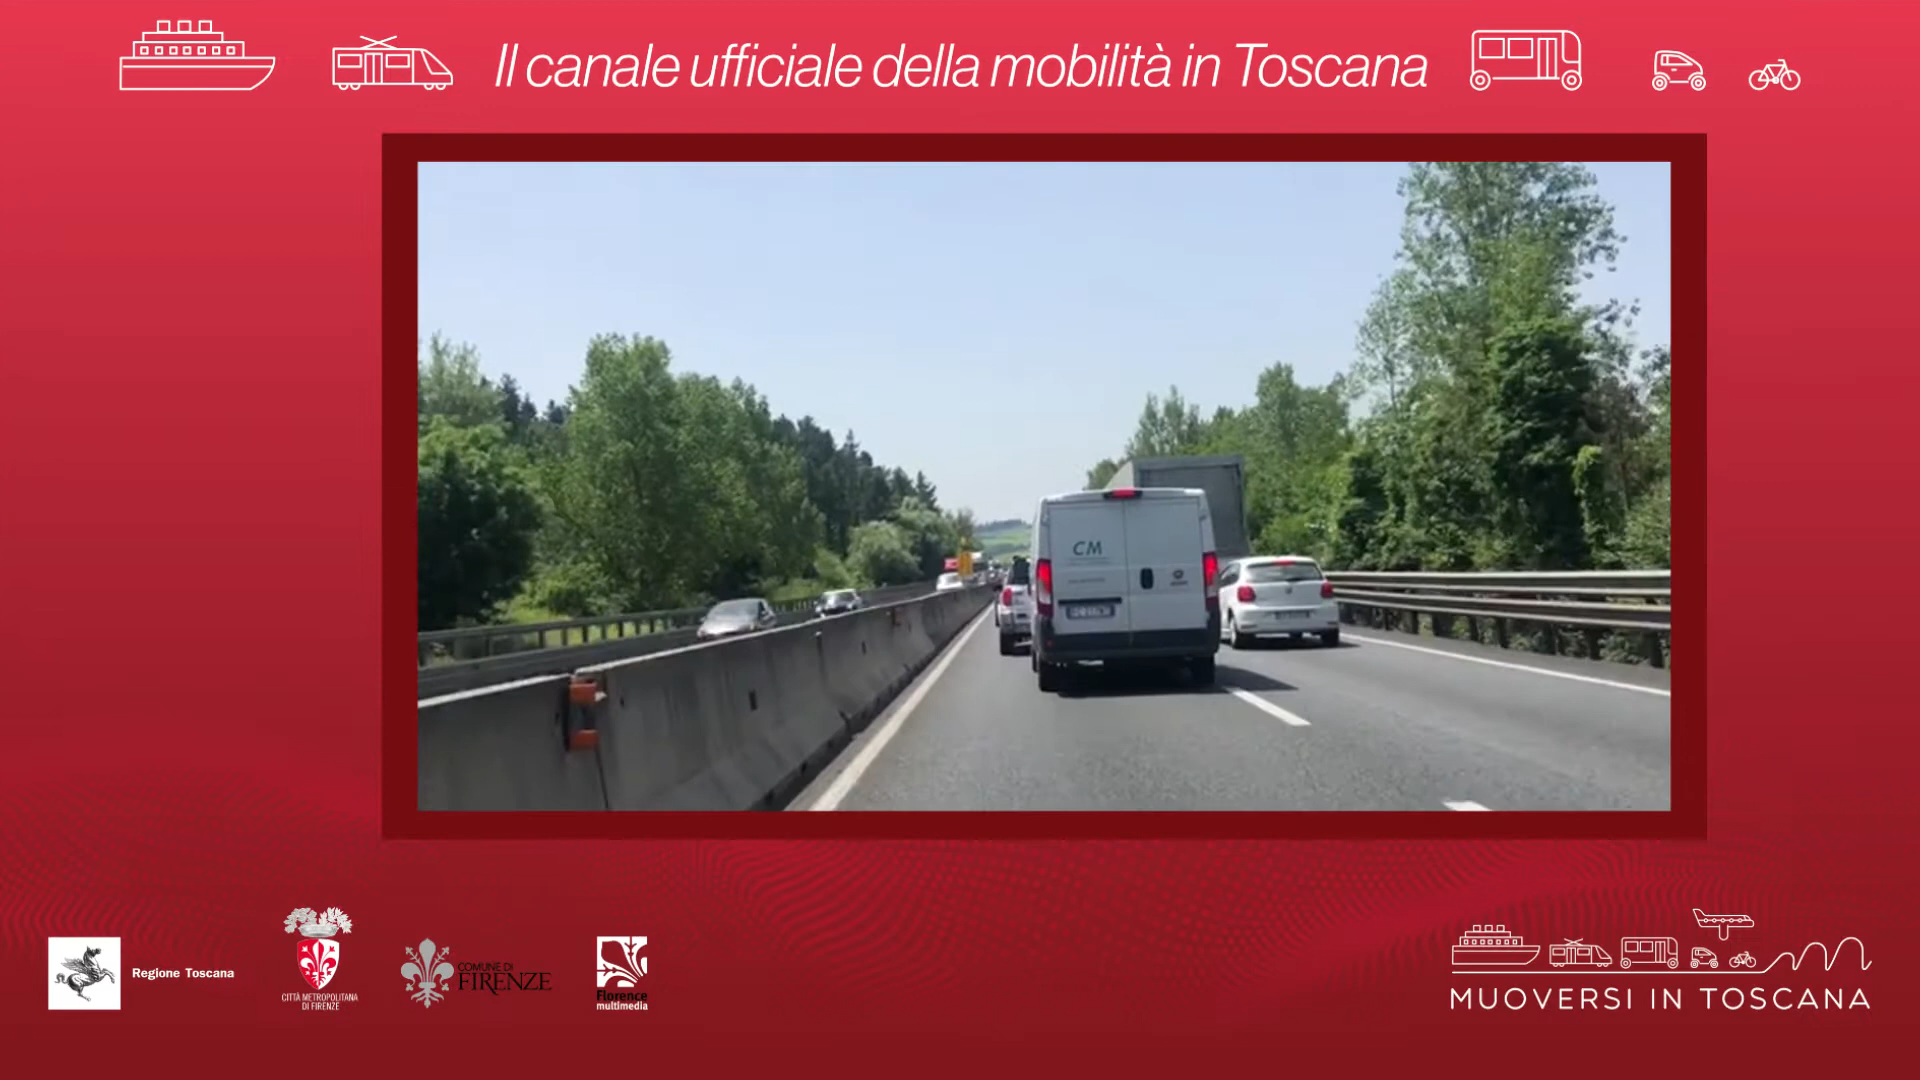 Il canale ufficiale della mobilità in Toscana
CM
Regione Toscana
CITTÀ METROPOLITANA
DI FIRENZE
COMUNE DI
FIRENZE
Florence
multimedia
MUOVERSI IN TOSCANA